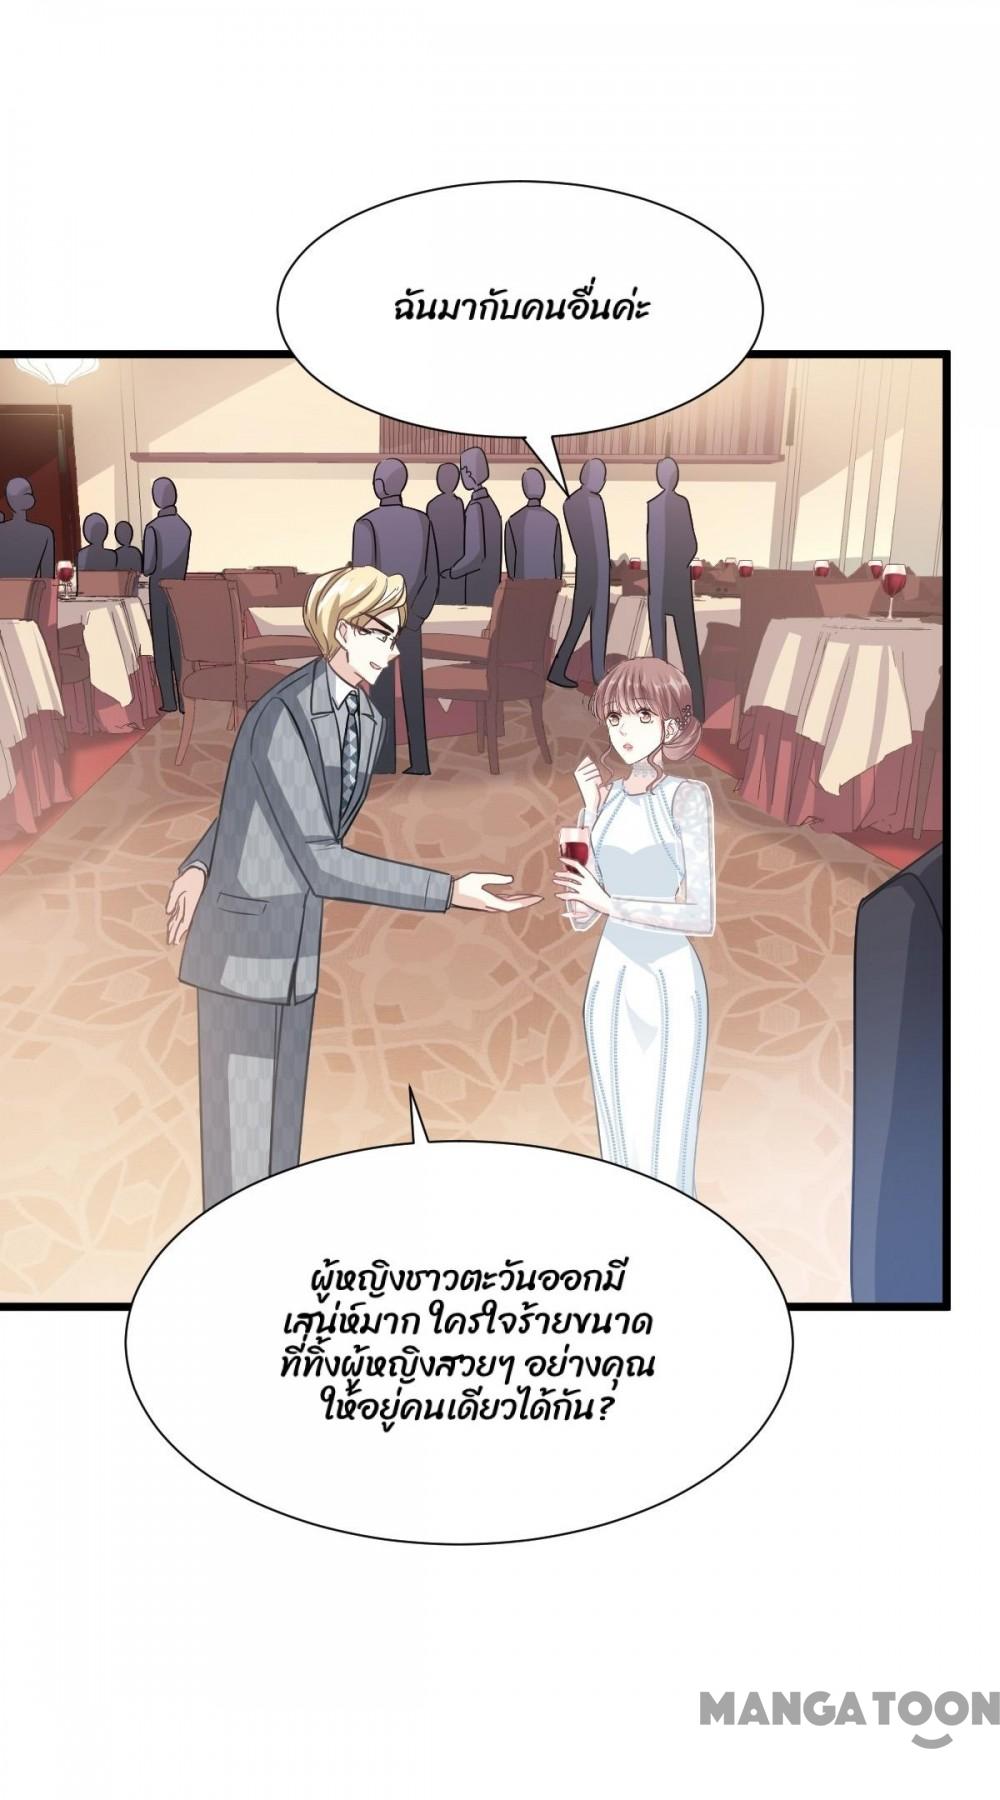 ฉันมากับคนอื่นค่ะ
ผู้หญิงชาวตะวันออกมี
เสน่ห์มาก ใครใจร้ายขนาด
ที่ทิ้งผู้หญิงสวยๆ อย่างคุณ
ให้อยู่คนเดียวได้กัน?
MANGATOON